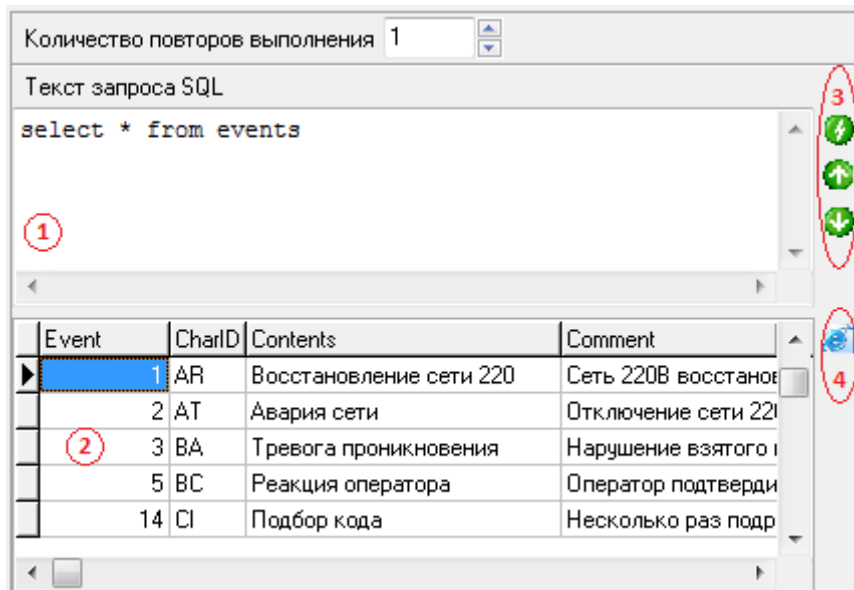 Количество повторов выполнения 1
Текст запроса SQL
3
select * from events
1
Event CharID Contents Comment
1 AR Восстановление сети 220 Сеть 220В восстанов
4
2 AT Авария сети Отключение сети 220
2
3 BA Тревога проникновения Нарушение взятого
5 BC Реакция оператора Оператор подтверди
14 CI Подбор кода Несколько раз подр